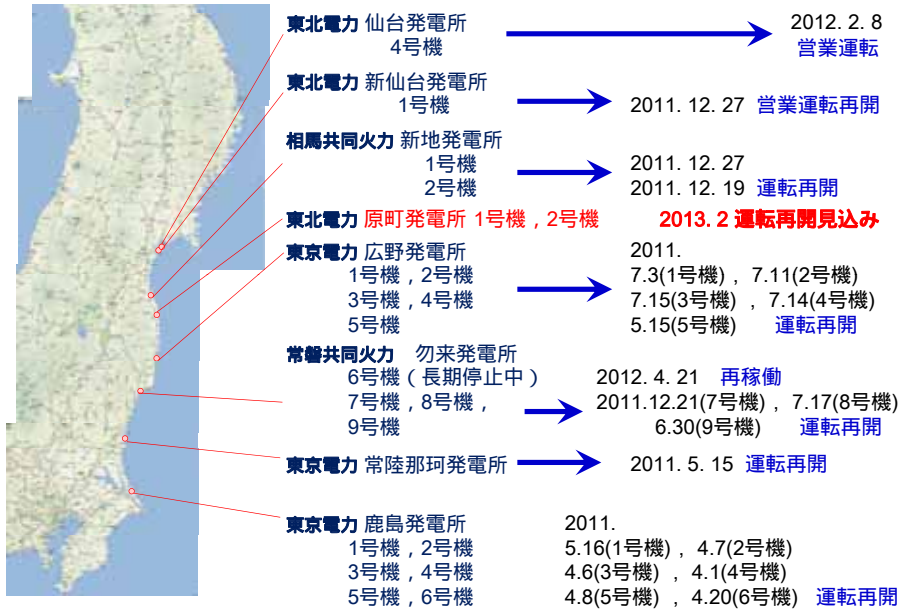 東北電力 仙台発電所 2012. 2. 8
4号機 営業運転
東北電力 新仙台発電所
1号機 2011. 12. 27 営業運転再開
相馬共同火力 新地発電所
1号機 2011. 12. 27
2号機 2011. 12. 19 運転再開
東北電力 原町発電所 1号機 , 2号機 2013. 2 運転再開見込み
東京電力 広野発電所 2011.
1号機 , 2号機 7.3(1号機) , 7.11(2号機)
3号機 , 4号機 7.15(3号機) , 7.14(4号機)
5号機 5.15(5号機) 運転再開
常磐共同火力 勿来発電所
6号機 ( 長期停止中 ) 2012. 4. 21 再稼働
7号機 , 8号機 , 2011.12.21(7号機) , 7.17(8号機)
9号機 6.30(9号機) 運転再開
東京電力 常陸那珂発電所 2011. 5. 15 運転再開
東京電力 鹿島発電所 2011.
1号機 , 2号機 5.16(1号機) , 4.7(2号機)
3号機 , 4号機 4.6(3号機) , 4.1(4号機)
5号機 , 6号機 4.8(5号機) , 4.20(6号機) 運転再開